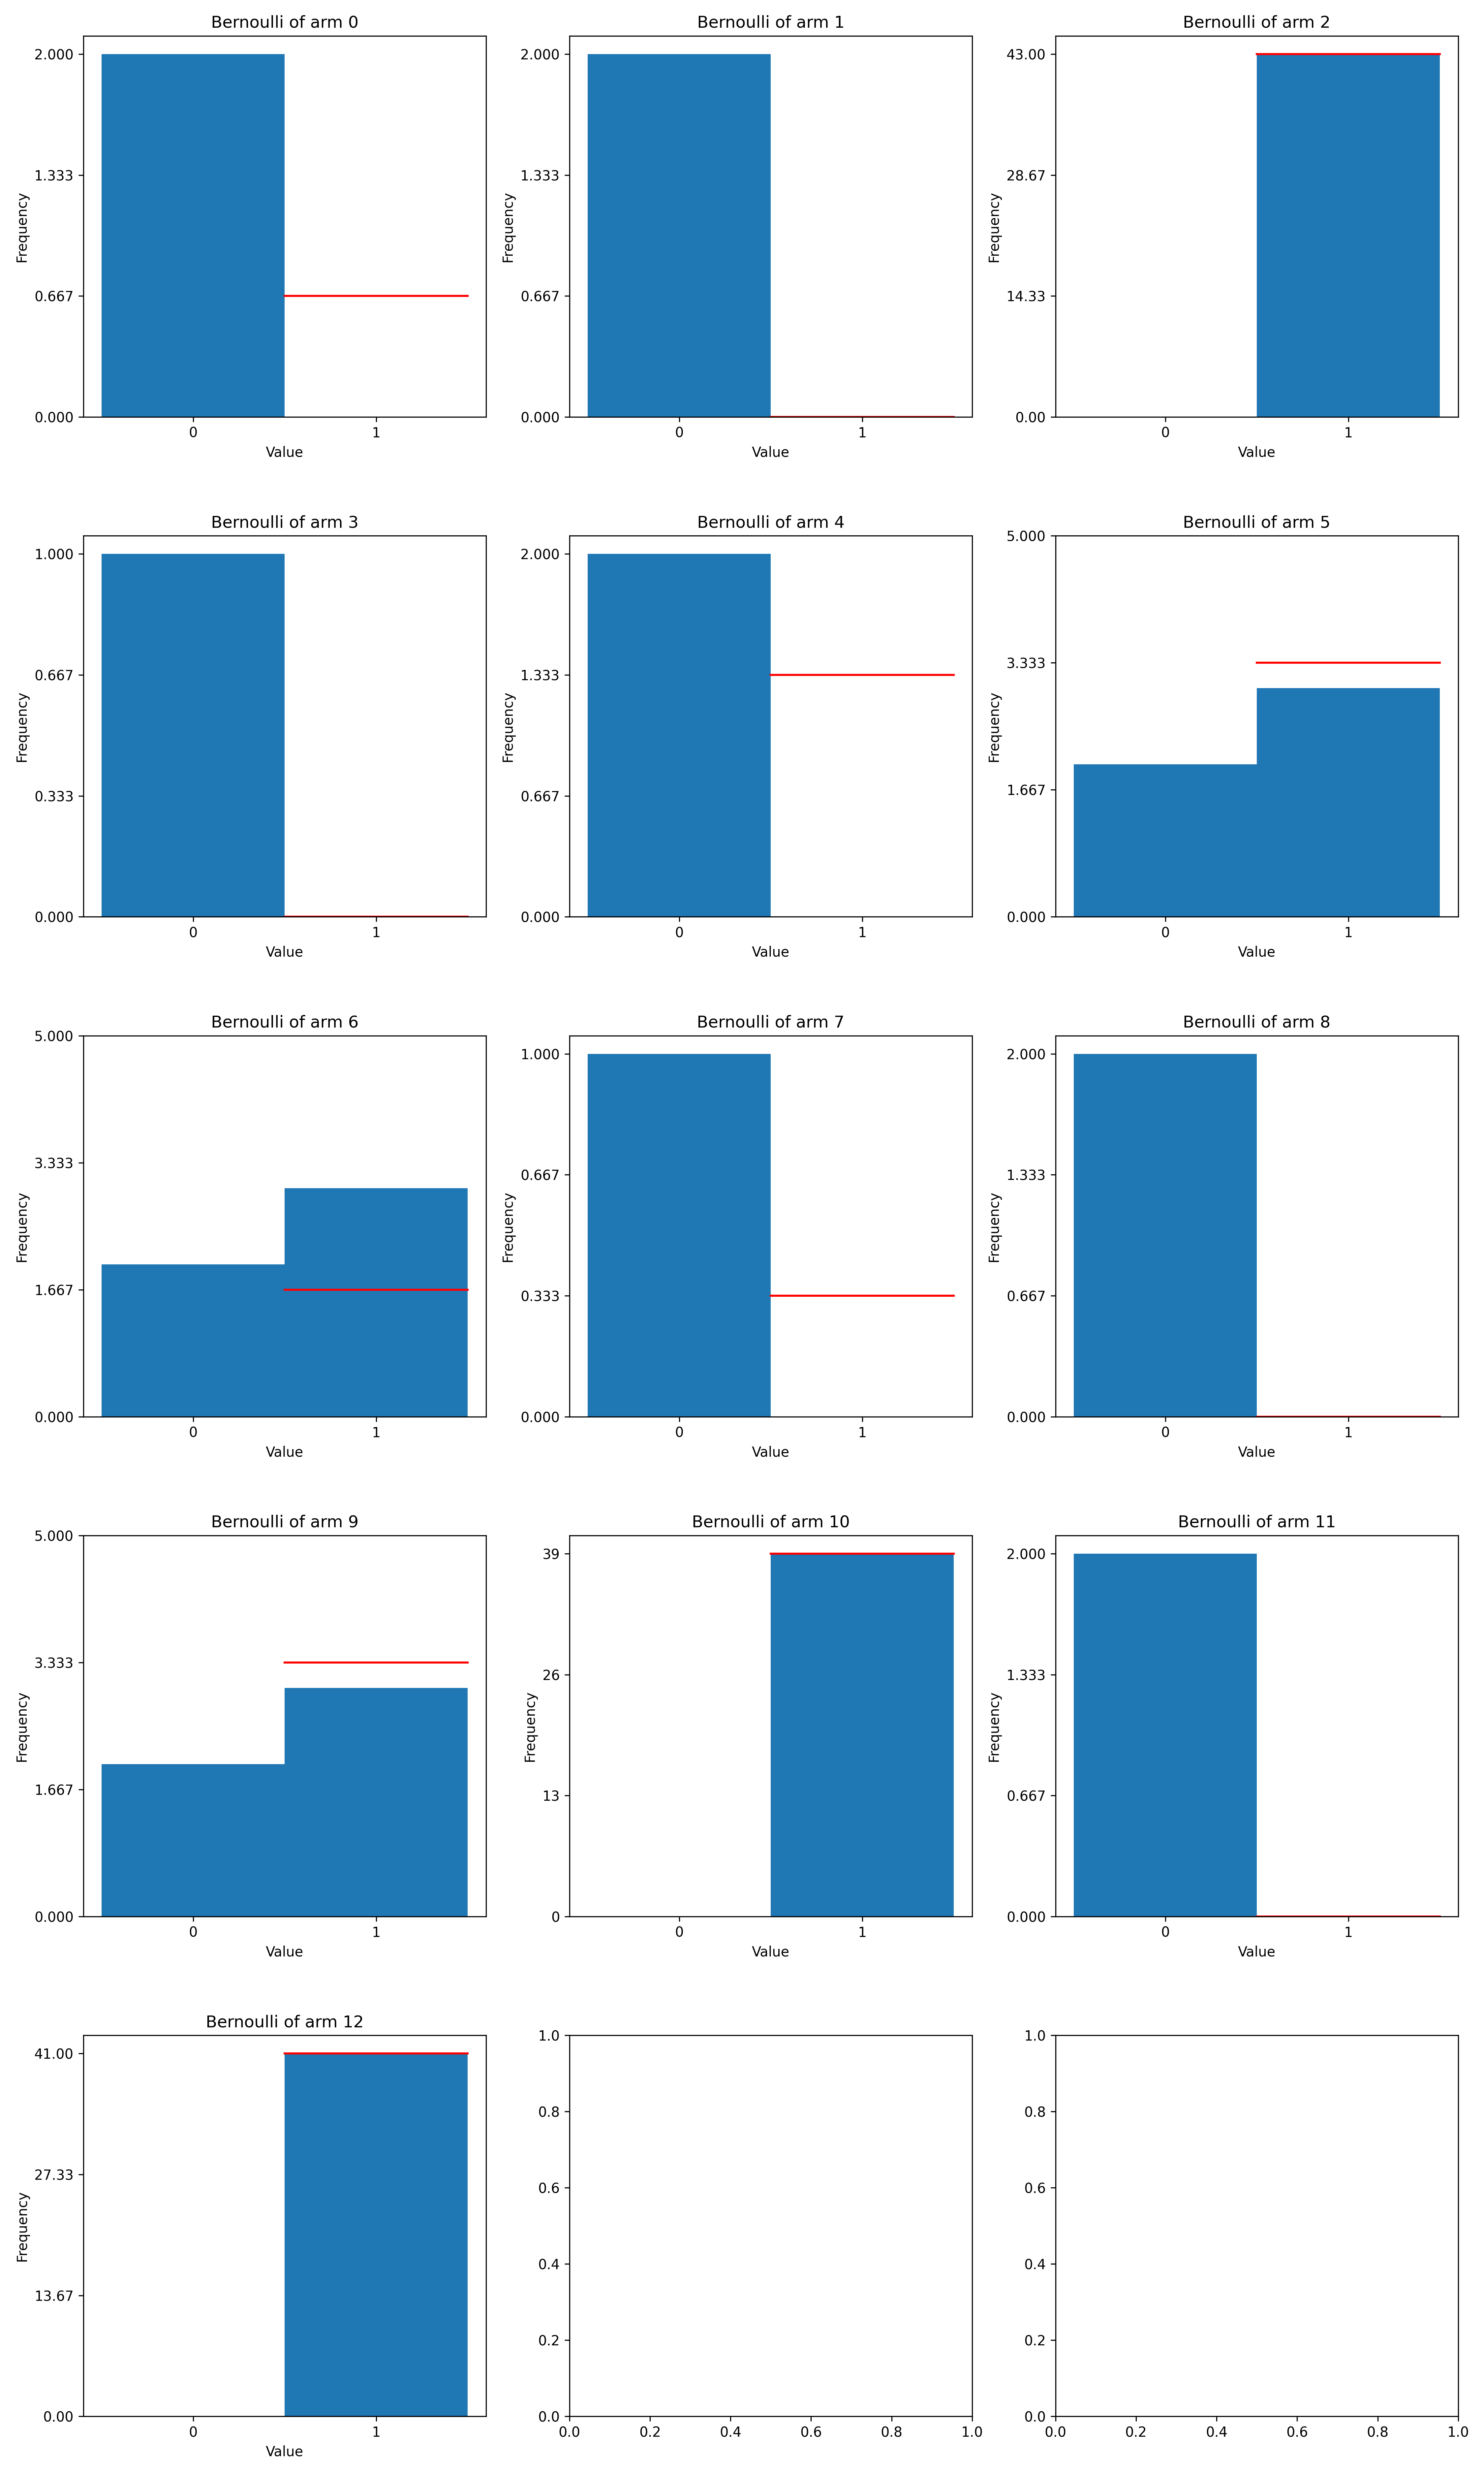 Bernoulli of arm 0
2.000
1.333
0.667
0.000
Frequency
0 1
Value
Bernoulli of arm 1
2.000
1.333
0.667
0.000
Frequency
0 1
Value
Bernoulli of arm 2
43.00
28.67
14.33
0.00
Frequency
0 1
Value
Bernoulli of arm 3
1.000
0.667
0.333
0.000
Frequency
0 1
Value
Bernoulli of arm 4
2.000
1.333
0.667
0.000
Frequency
0 1
Value
Bernoulli of arm 5
5.000
3.333
1.667
0.000
Frequency
0 1
Value
Bernoulli of arm 6
5.000
3.333
1.667
0.000
Frequency
0 1
Value
Bernoulli of arm 7
1.000
0.667
0.333
0.000
Frequency
0 1
Value
Bernoulli of arm 8
2.000
1.333
0.667
0.000
Frequency
0 1
Value
Bernoulli of arm 9
5.000
3.333
1.667
0.000
Frequency
0 1
Value
Bernoulli of arm 10
39
26
13
0
Frequency
0 1
Value
Bernoulli of arm 11
2.000
1.333
0.667
0.000
Frequency
0 1
Value
Bernoulli of arm 12
41.00
27.33
13.67
0.00
Frequency
0 1
Value
1.0
0.8
0.6
0.4
0.2
0.0
0.0 0.2 0.4 0.6 0.8 1.0
1.0
0.8
0.6
0.4
0.2
0.0
0.0 0.2 0.4 0.6 0.8 1.0